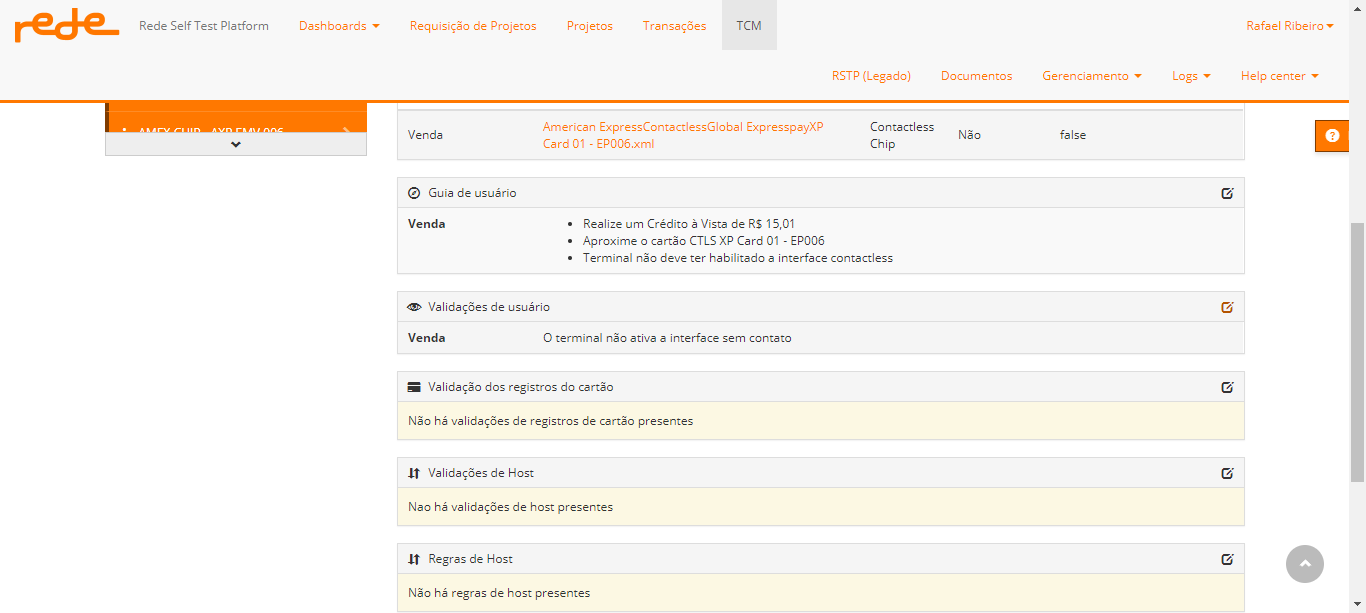 rede Rede Self Test Platform Dashboards Requisição de Projetos Projetos Transações TCM Rafael Ribeiro
RSTP (Legado) Documentos Gerenciamento Logs Help center
AMEX CHIP - AXP EMV 006
Venda American ExpressContactlessGlobal ExpresspayXP Contactless Não false
Card 01 - EP006.xml Chip
Guia de usuário
Venda Realize um Crédito à Vista de R$ 15,01
Aproxime o cartão CTLS XP Card 01 - EP006
Terminal não deve ter habilitado a interface contactless
Validações de usuário
Venda O terminal não ativa a interface sem contato
Validação dos registros do cartão
Não há validações de registros de cartão presentes
Validações de Host
Nao há validações de host presentes
Regras de Host
Não há regras de host presentes